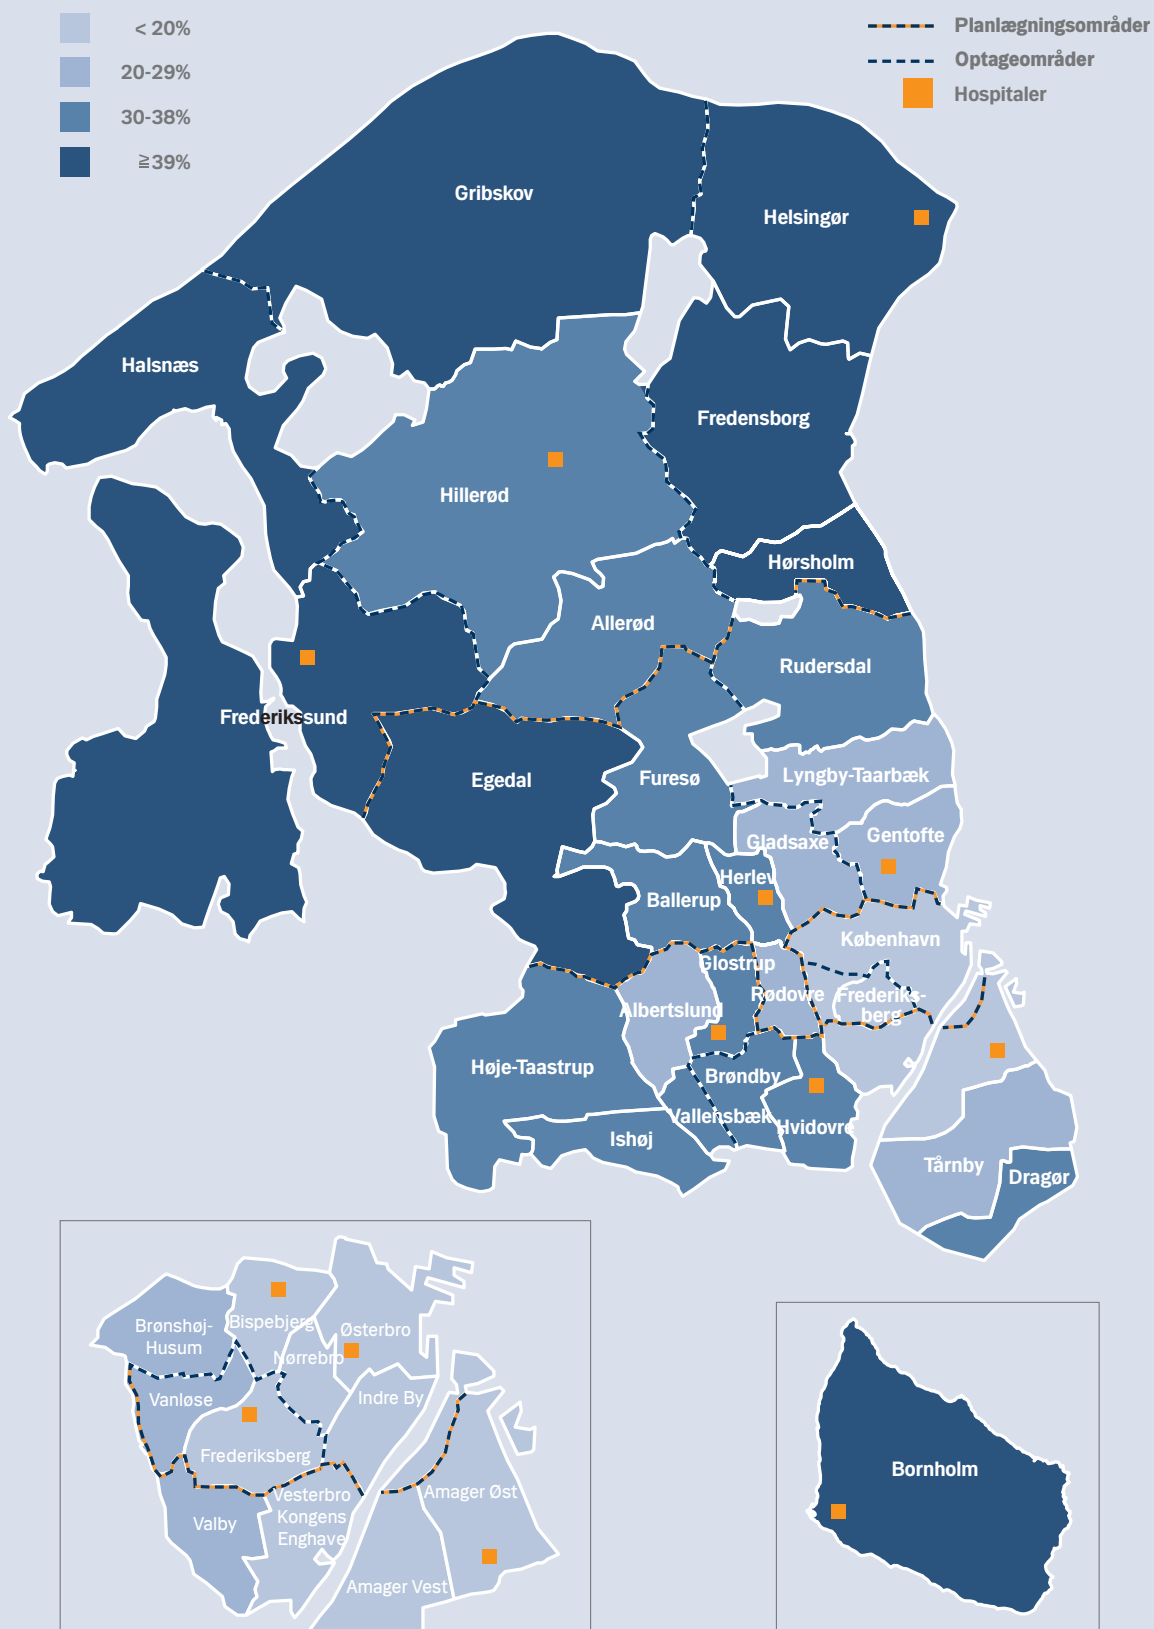 < 20%
20-29%
30-38%
≧39%
Planlægningsområder
Optageområder
Hospitaler
Gribskov
Helsingør
Halsnæs
Fredensborg
Hillerød
Hørsholm
Allerød
Rudersdal
Frederikssund
Egedal
Furesø
Lyngby-Taarbæk
Gladsaxe
Gentofte
Herlev
Ballerup
København
Glostrup
Rødovre
Frederiks-
berg
Albertslund
Høje-Taastrup
Brøndby
Vallensbæk
Hvidovre
Ishøj
Tårnby
Dragør
Brønshøj-
Husum
Bispebjerg
Østerbro
Nørrebro
Vanløse
Indre By
Frederiksberg
Vesterbro
Kongens
Enghave
Amager Øst
Valby
Amager Vest
Bornholm